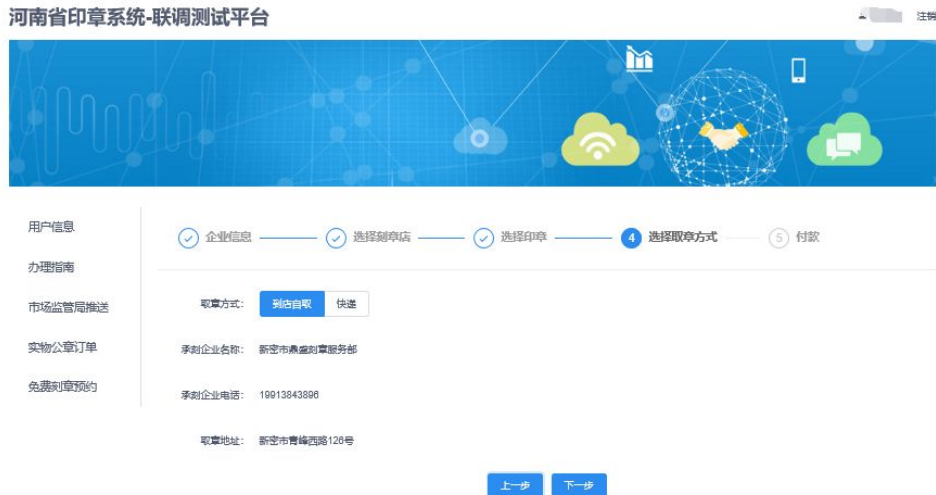 河南省印章系统-联调测试平台
注销
用户信息
办理指南
市场监管局推送
实物公章订单
免费刻章预约
企业信息
选择刻章店
选择印章
4 选择取章方式
5 付款
取章方式: 到店自取 快递
承刻企业名称: 新密市鼎盛刻章服务部
承刻企业电话: 19913843896
取章地址: 新密市青峰西路126号
上一步 下一步